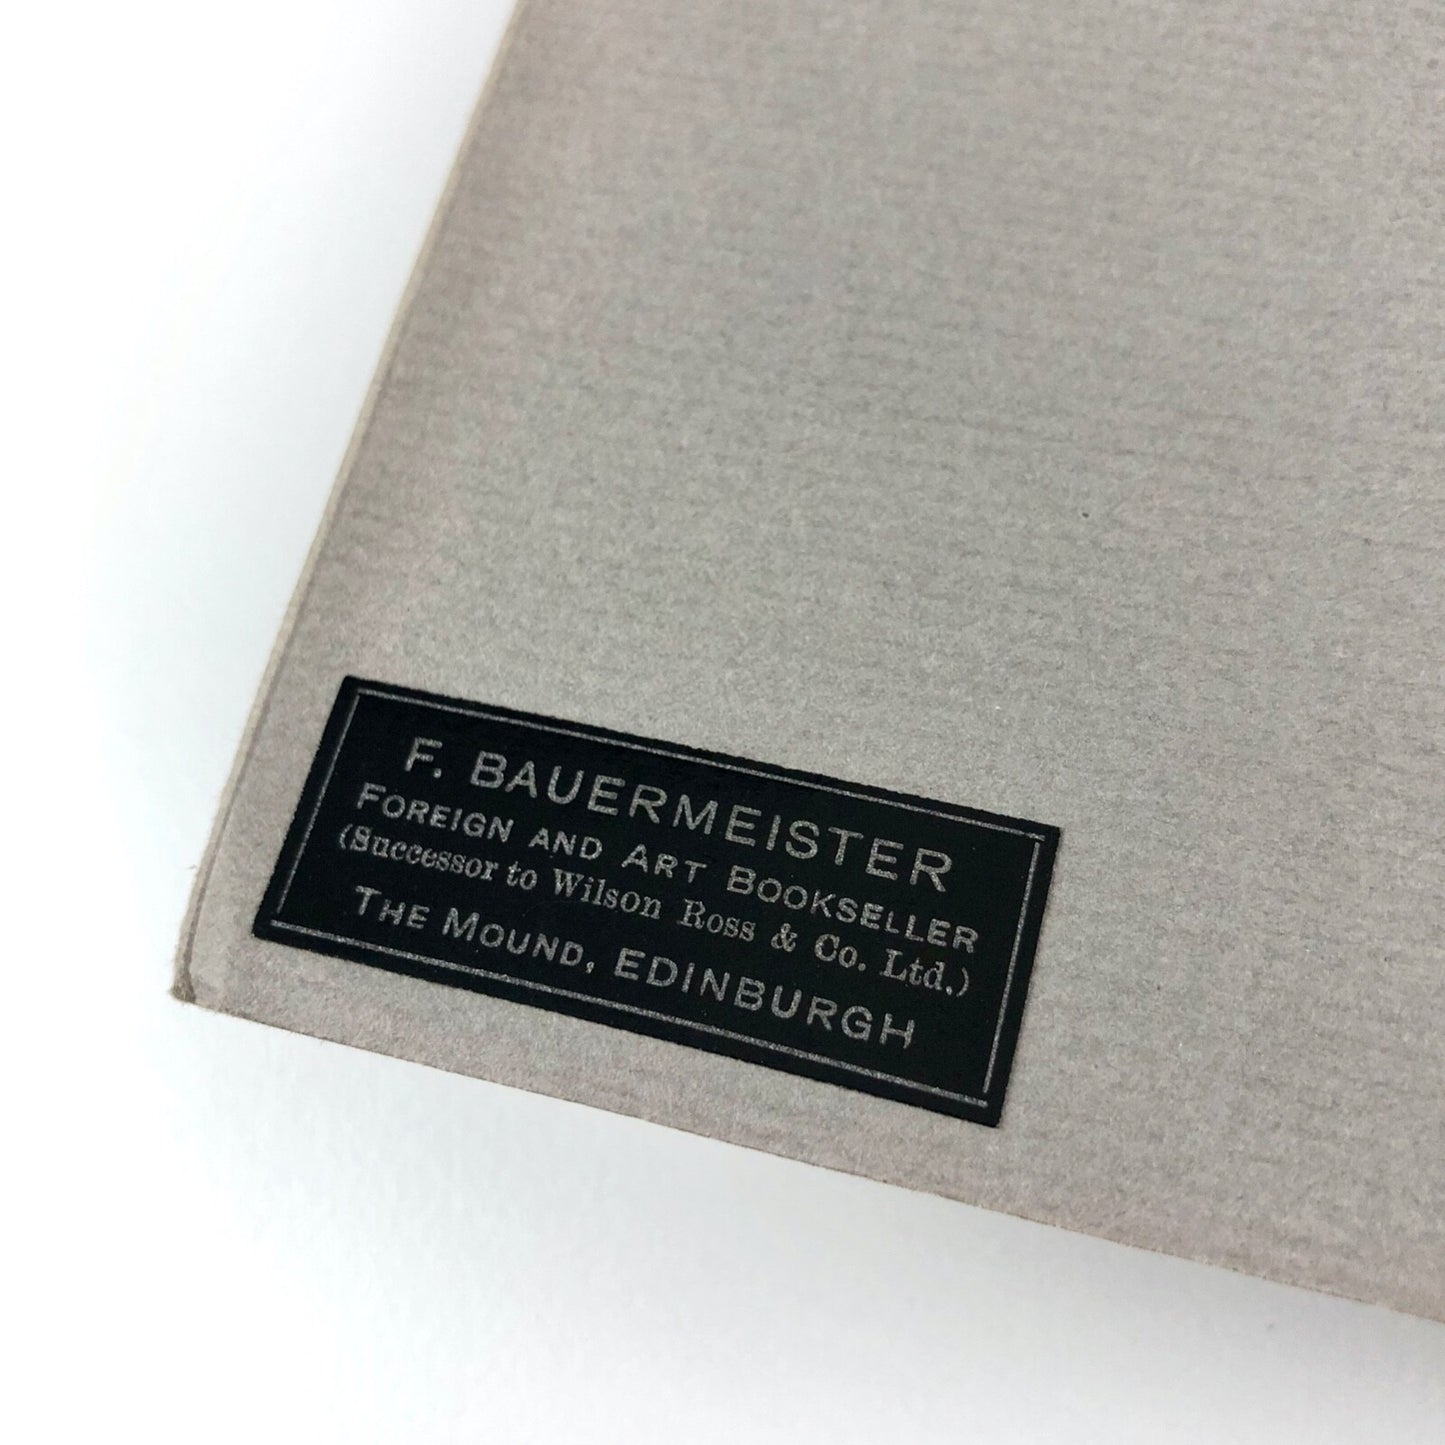 F. BAUERMEISTER
FOREIGN AND ART BOOKSELLER
(Successor to Wilson Ross & Co. Ltd.)
THE MOUND, EDINBURGH